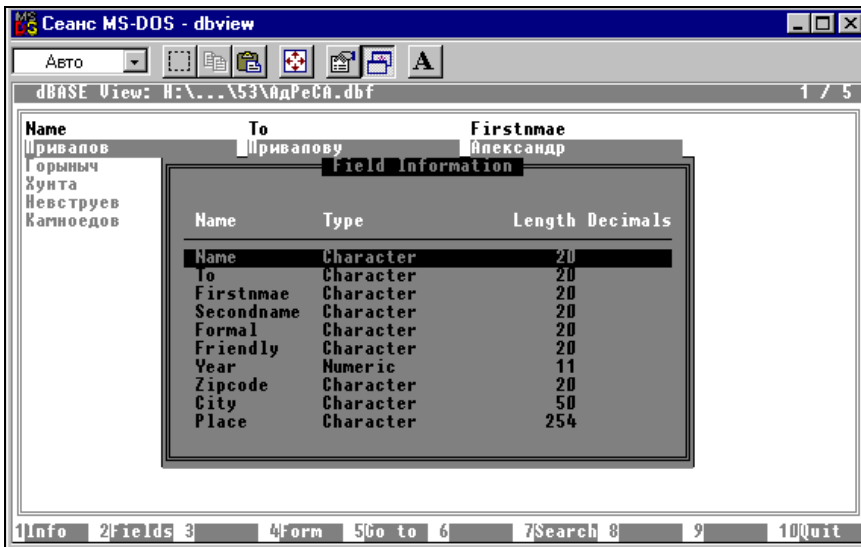 Сеанс MS-DOS - dbview
Авто
A
dBASE View: H:\...\53\АдРеСА.dbf 1 / 5
Name To Firstnmae
Привалов Привалову Александр
Горыныч
Хунта
Невструев
Камноедов
Field Information
Name Type Length Decimals
Name Character 20
To Character 20
Firstnmae Character 20
Secondname Character 20
Formal Character 20
Friendly Character 20
Year Numeric 11
Zipcode Character 20
City Character 50
Place Character 254
1Info 2Fields 3 4Form 5Go to 6 7Search 8 9 10Quit